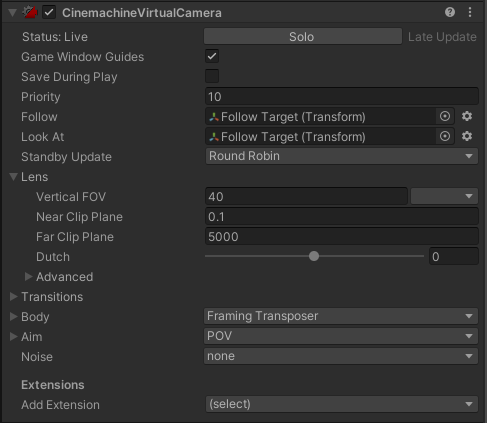 CinemachineVirtualCamera
Status: Live Solo Late Update
Game Window Guides
Save During Play
Priority 10
Follow Follow Target (Transform)
Look At Follow Target (Transform)
Standby Update Round Robin
Lens
Vertical FOV 40
Near Clip Plane 0.1
Far Clip Plane 5000
Dutch 0
Advanced
Transitions
Body Framing Transposer
Aim POV
Noise none
Extensions
Add Extension (select)